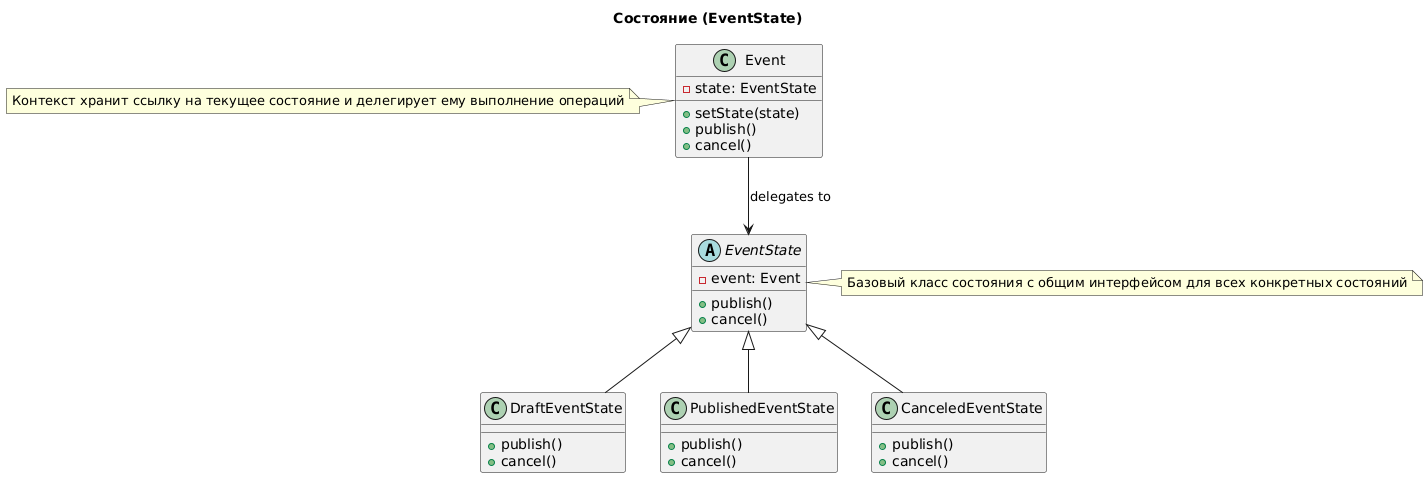 Состояние (EventState)
C Event
state: EventState
setState(state)
publish()
cancel()
Контекст хранит ссылку на текущее состояние и делегирует ему выполнение операций
delegates to
A EventState
event: Event
publish()
cancel()
Базовый класс состояния с общим интерфейсом для всех конкретных состояний
C DraftEventState
publish()
cancel()
C PublishedEventState
publish()
cancel()
C CanceledEventState
publish()
cancel()